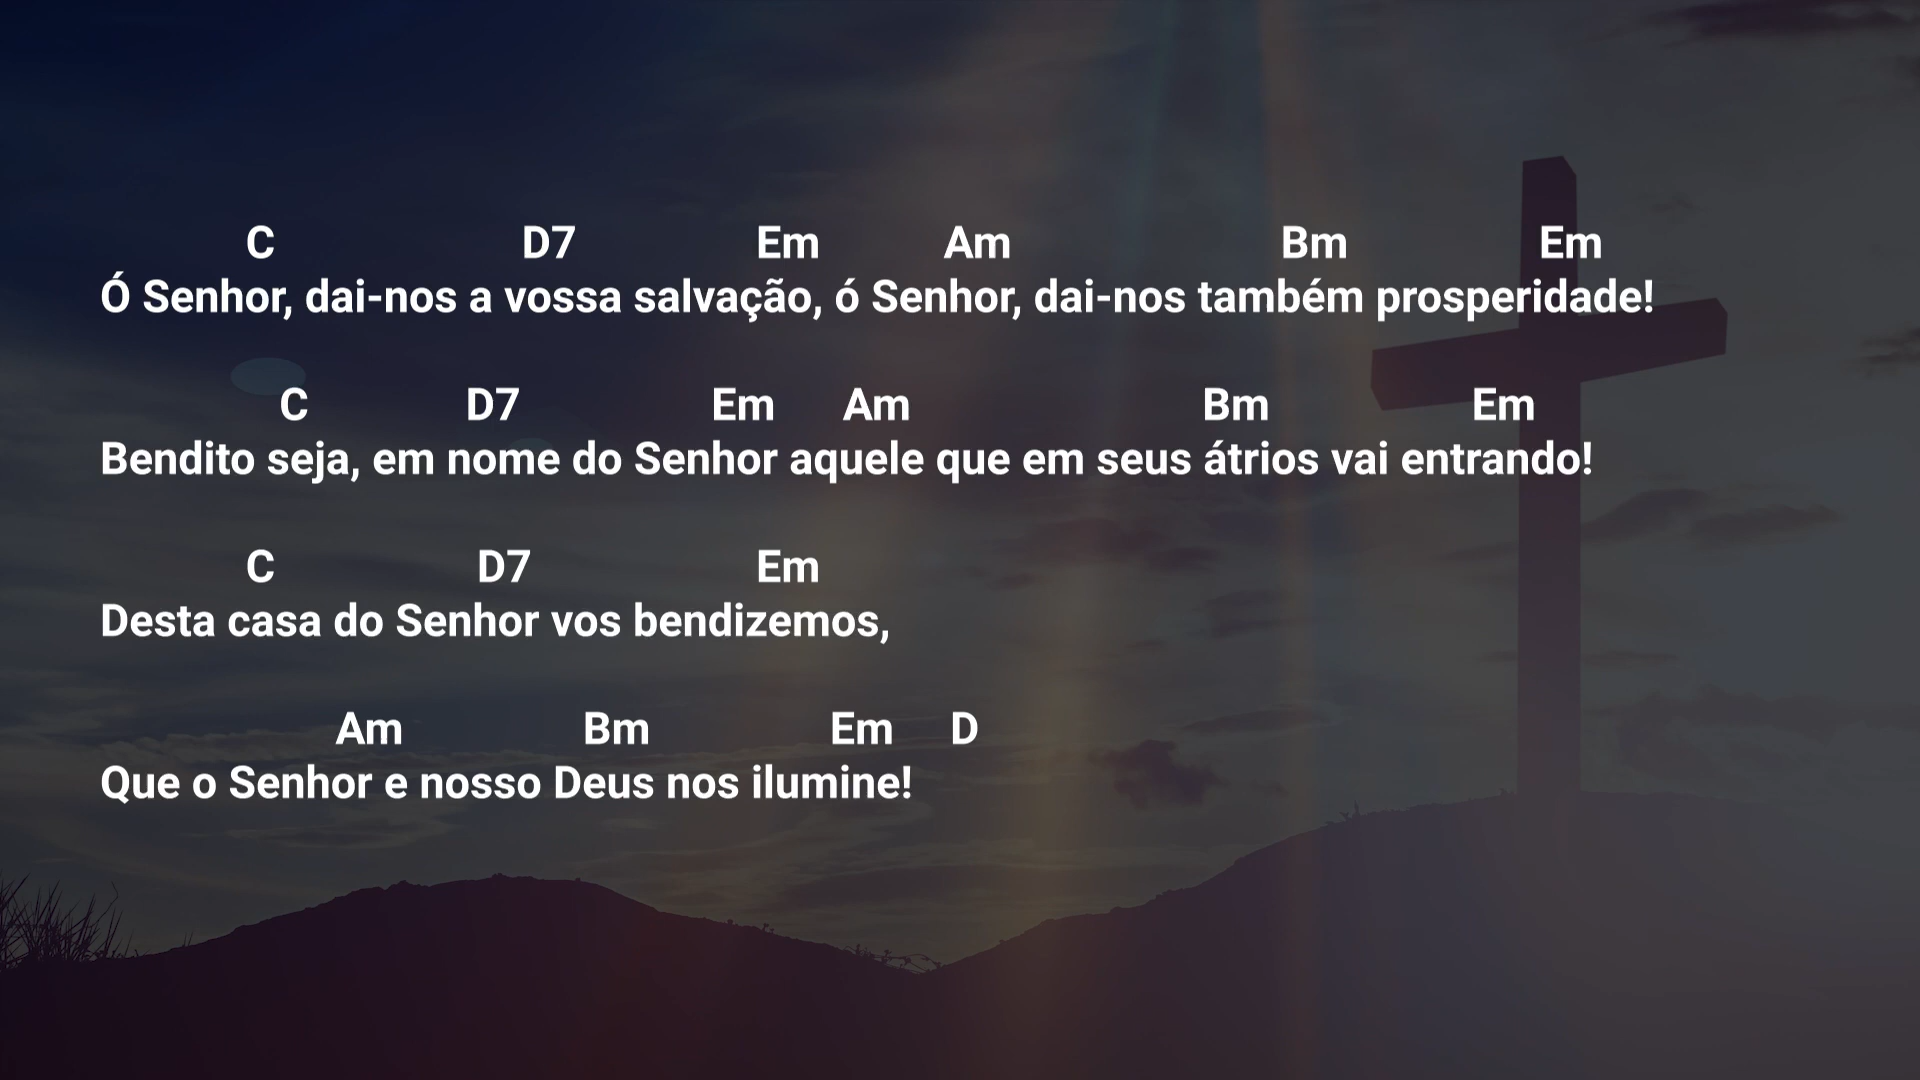 C D7 Em Am Bm Em
Ó Senhor, dai-nos a vossa salvação, ó Senhor, dai-nos também prosperidade!
C D7 Em Am Bm Em
Bendito seja, em nome do Senhor aquele que em seus átrios vai entrando!
C D7 Em
Desta casa do Senhor vos bendizemos,
Am Bm Em D
Que o Senhor e nosso Deus nos ilumine!